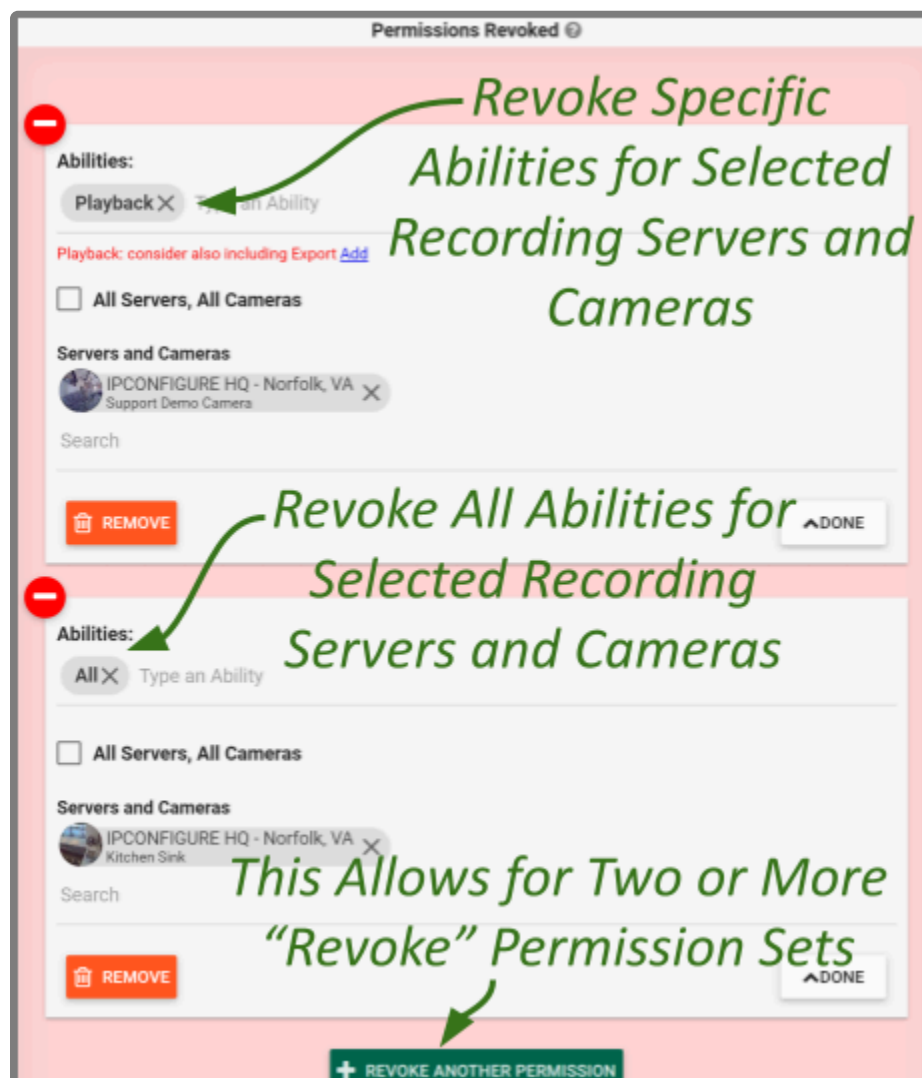 Permissions Revoked
Revoke Specific
Abilities for Selected
Recording Servers and
Cameras
Abilities:
Playback
Type an Ability
Playback: consider also including Export Add
All Servers, All Cameras
Servers and Cameras
IPCONFIGURE HQ - Norfolk, VA
Support Demo Camera
Search
REMOVE
DONE
Revoke All Abilities for
Selected Recording
Servers and Cameras
Abilities:
All
Type an Ability
All Servers, All Cameras
Servers and Cameras
IPCONFIGURE HQ - Norfolk, VA
Kitchen Sink
Search
This Allows for Two or More
“Revoke” Permission Sets
REMOVE
DONE
+ REVOKE ANOTHER PERMISSION